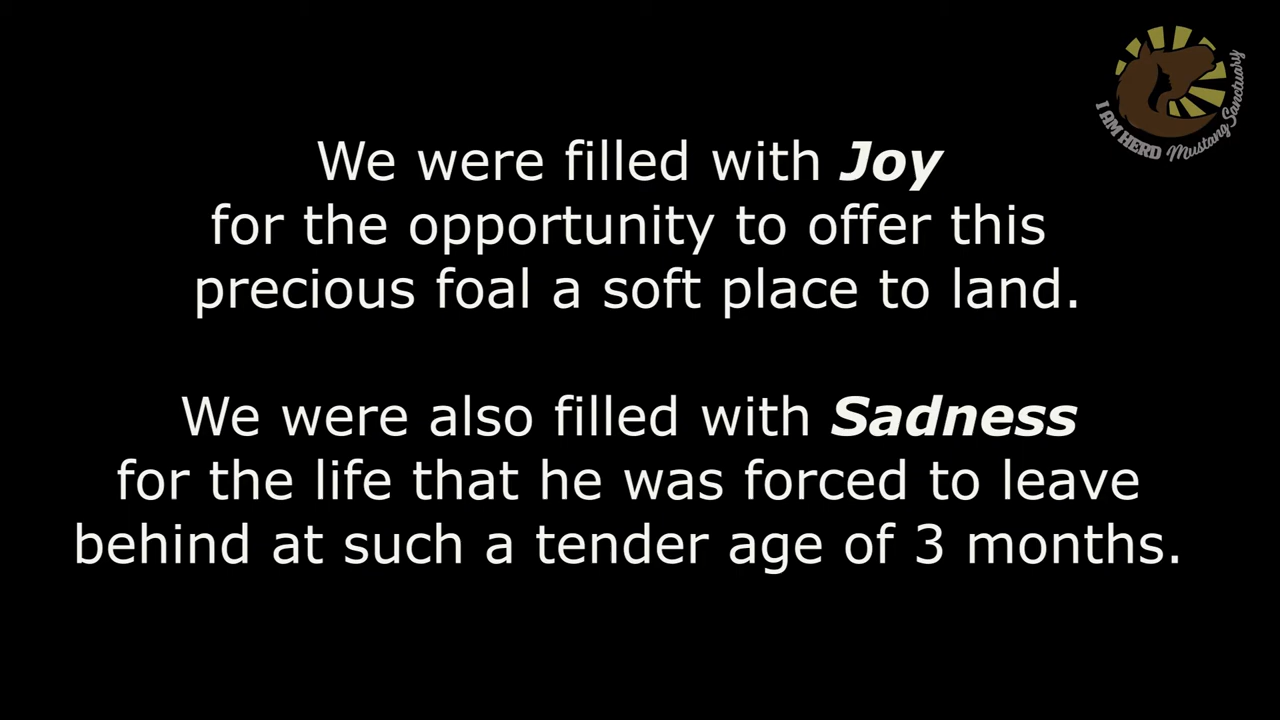 We were filled with Joy
for the opportunity to offer this
precious foal a soft place to land.
We were also filled with Sadness
for the life that he was forced to leave
behind at such a tender age of 3 months.
I AM HERD Mustang Sanctuary